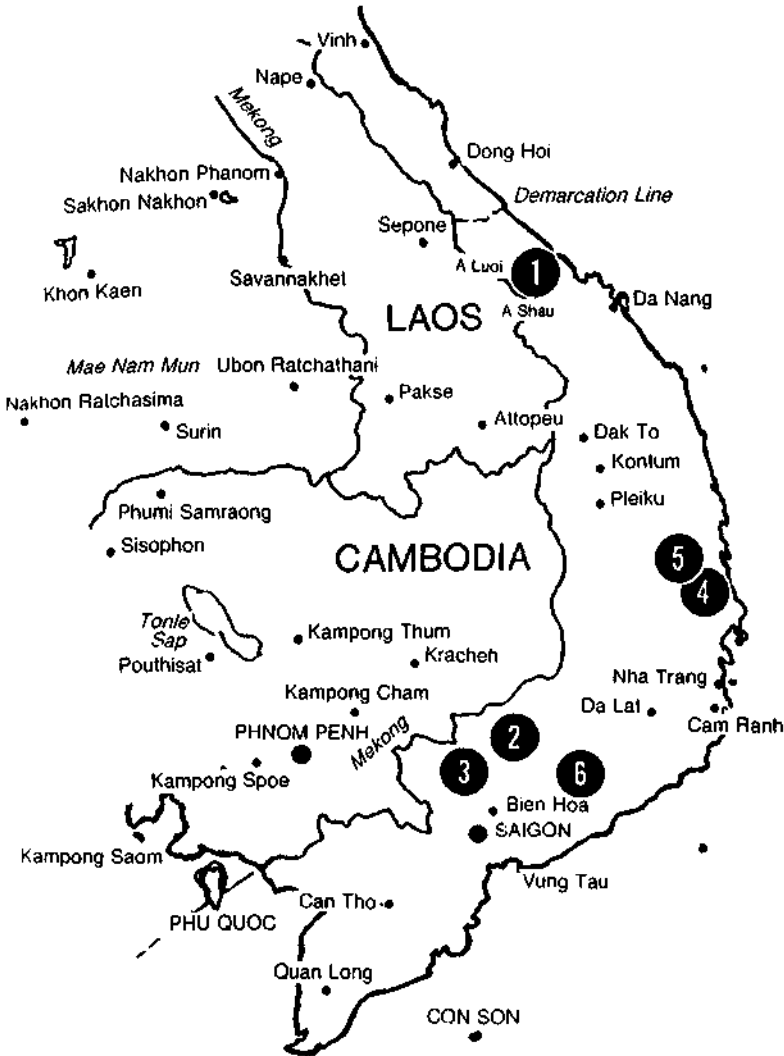 Vinh
Nape
Mekong
Dong Hoi
Nakhon Phanom
Demarcation Line
Sakhon Nakhon
Sepone
A Luoi
1
Khon Kaen
Savannakhet
Da Nang
A Shau
LAOS
Mae Nam Mun
Ubon Ratchathani
Nakhon Ratchasima
Pakse
Surin
Attopeu
Dak To
Kontum
Pleiku
Phumi Samraong
Sisophon
CAMBODIA
5
4
Tonle
Sap
Kampong Thum
Pouthisat
Kracheh
Nha Trang
Kampong Cham
Da Lat
Cam Ranh
PHNOM PENH
Mekong
2
3
6
Kampong Spoe
Bien Hoa
SAIGON
Kampong Saom
Vung Tau
Can Tho
PHU QUOC
Quan Long
CON SON